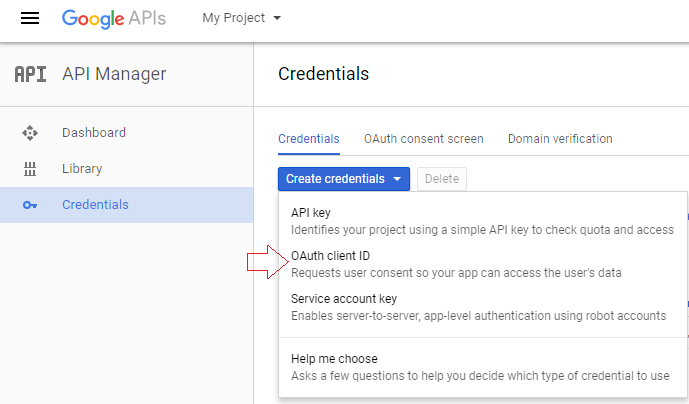 Google APIs My Project
API API Manager
Credentials
Dashboard
Library
Credentials
Credentials OAuth consent screen Domain verification
Create credentials Delete
API key
Identifies your project using a simple API key to check quota and access
OAuth client ID
Requests user consent so your app can access the user's data
Service account key
Enables server-to-server, app-level authentication using robot accounts
Help me choose
Asks a few questions to help you decide which type of credential to use